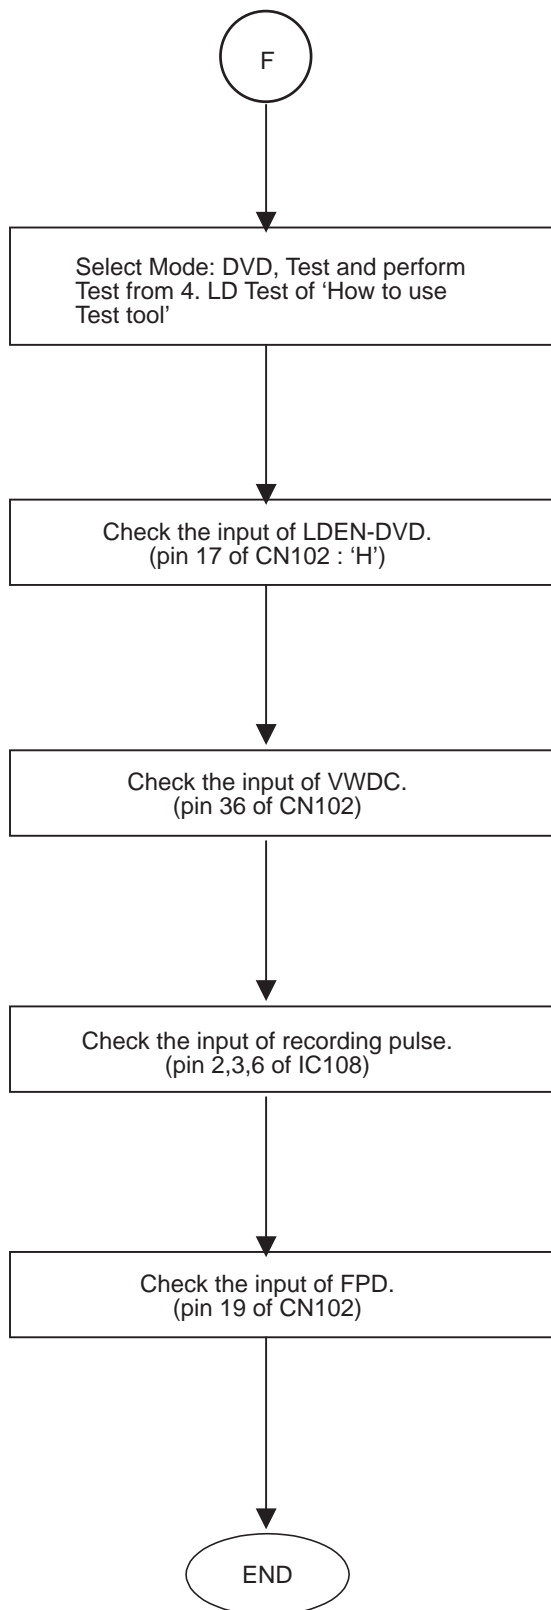 F
Select Mode: DVD, Test and perform
Test from 4. LD Test of ‘How to use
Test tool’
Check the input of LDEN-DVD.
(pin 17 of CN102 : ‘H’)
Check the input of VWDC.
(pin 36 of CN102)
Check the input of recording pulse.
(pin 2,3,6 of IC108)
Check the input of FPD.
(pin 19 of CN102)
END